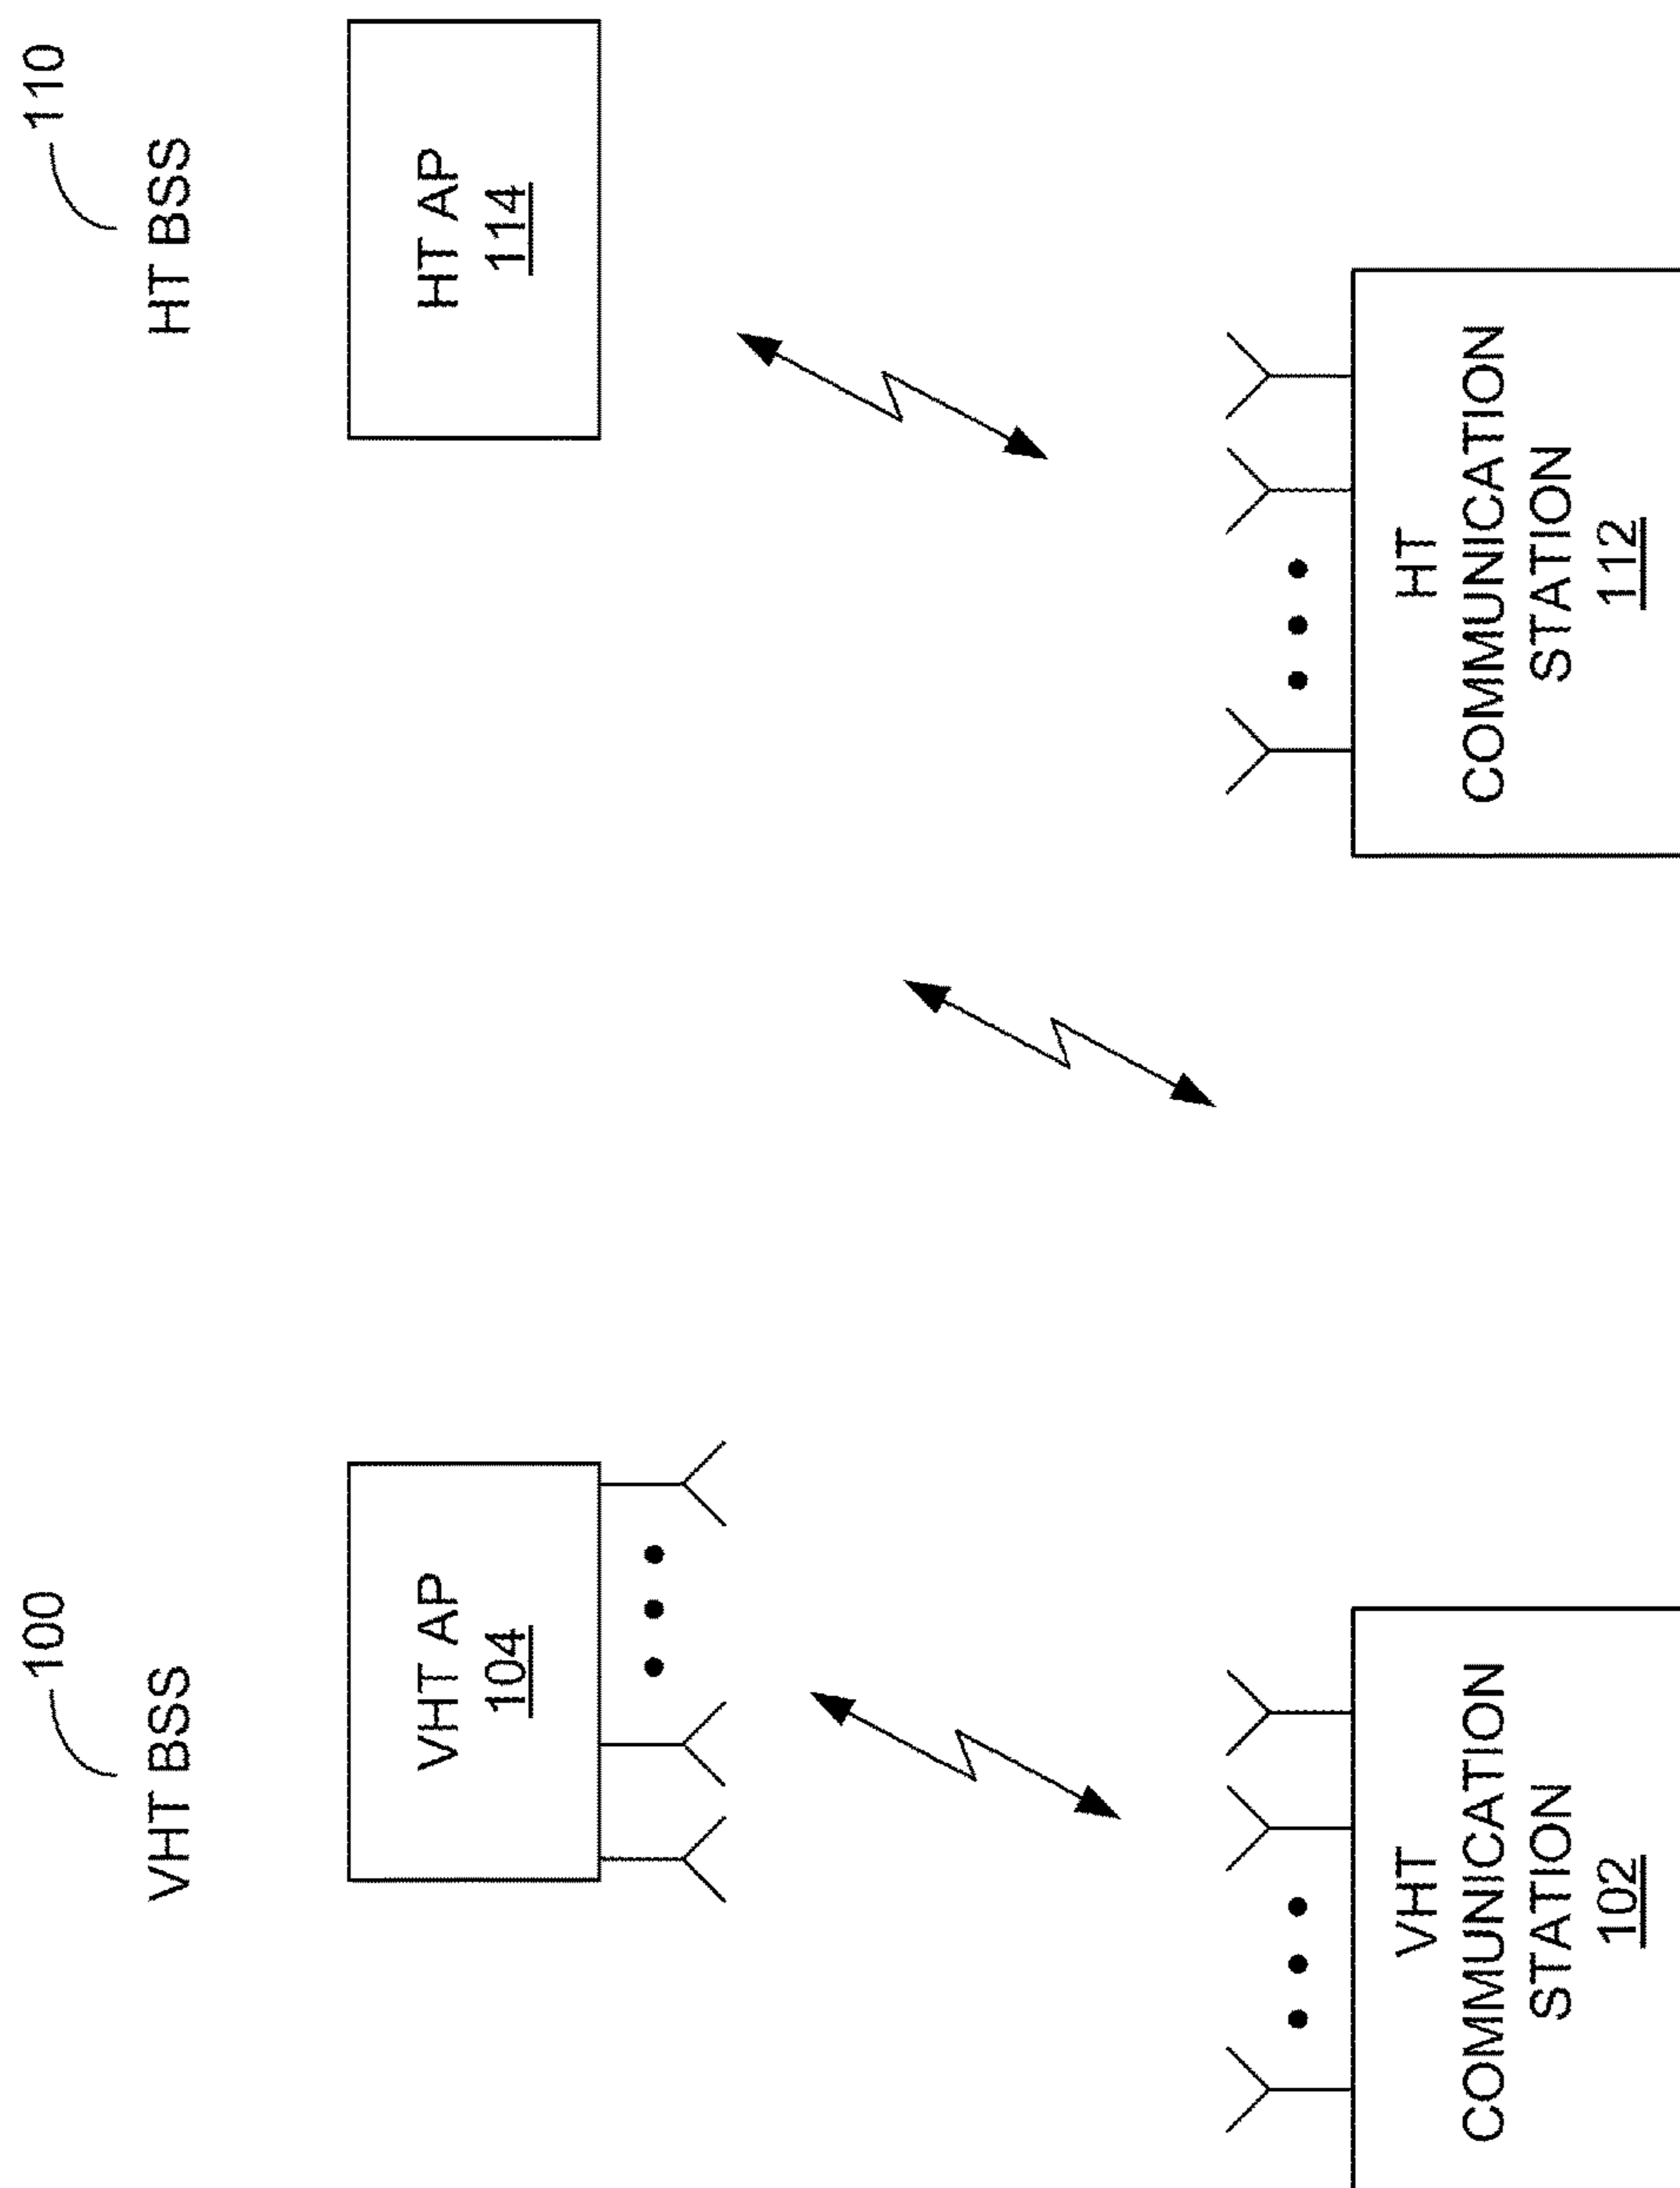 100
VHT BSS
VHT AP
104
VHT
COMMUNICATION
STATION
102
110
HT BSS
HT AP
114
HT
COMMUNICATION
STATION
112